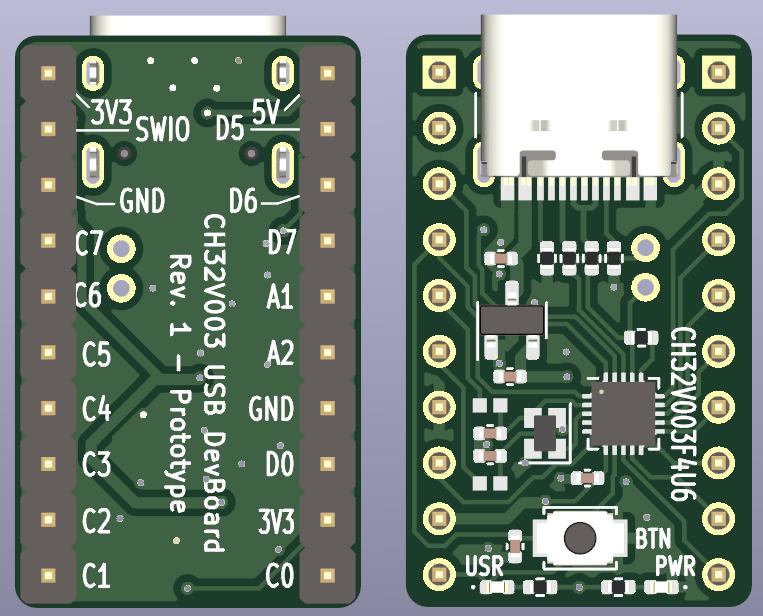 3V3
5V
SWIO
D5
GND
D6
C7
D7
C6
A1
C5
A2
C4
GND
C3
D0
C2
3V3
C1
C0
CH32V003 USB DevBoard
Rev. 1 – Prototype
CH32V003F4U6
BTN
USR
PWR